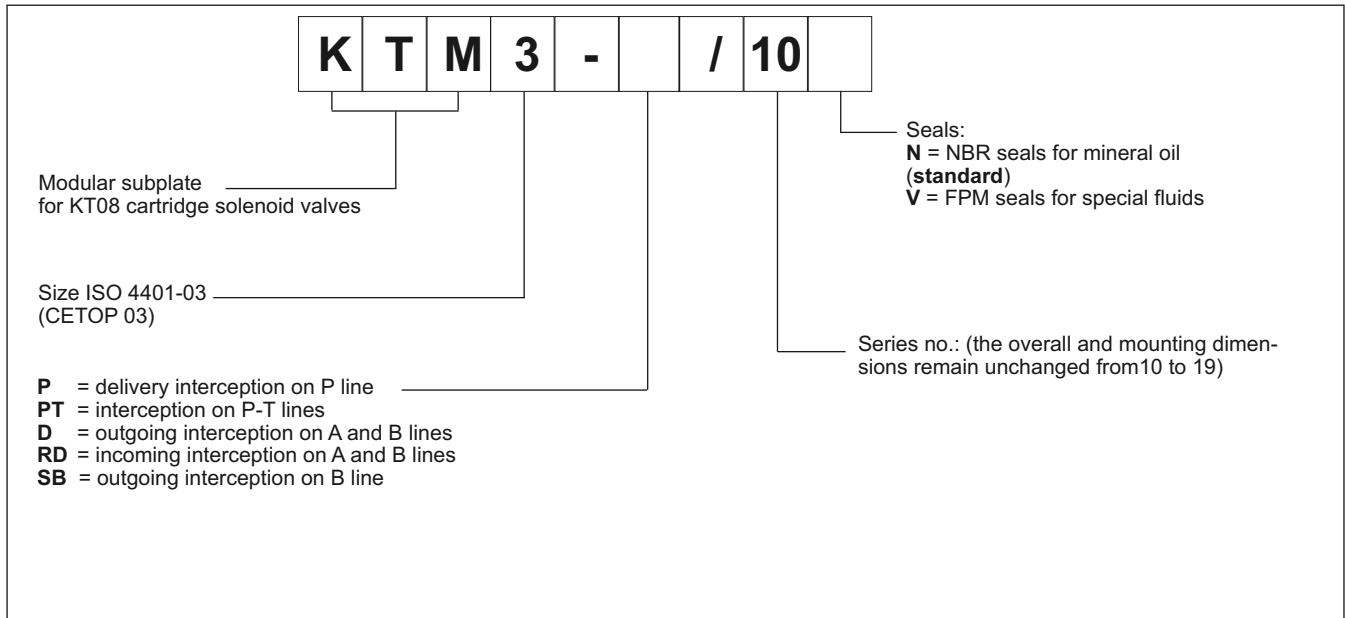 K T M 3 - / 10
Modular subplate
for KT08 cartridge solenoid valves
Size ISO 4401-03
(CETOP 03)
P = delivery interception on P line
PT = interception on P-T lines
D = outgoing interception on A and B lines
RD = incoming interception on A and B lines
SB = outgoing interception on B line
Seals:
N = NBR seals for mineral oil
(standard)
V = FPM seals for special fluids
Series no.: (the overall and mounting dimen-
sions remain unchanged from10 to 19)